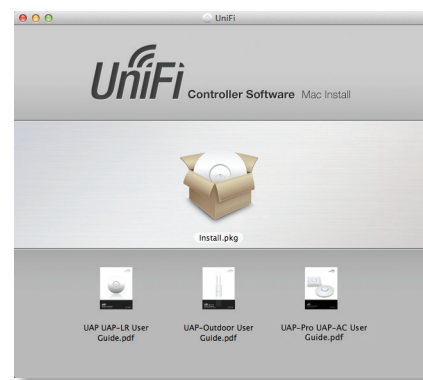 UniFi
UniFi Controller Software Mac Install
Install.pkg
UAP UAP-LR User
Guide.pdf
UAP-Outdoor User
Guide.pdf
UAP-Pro UAP-AC User
Guide.pdf